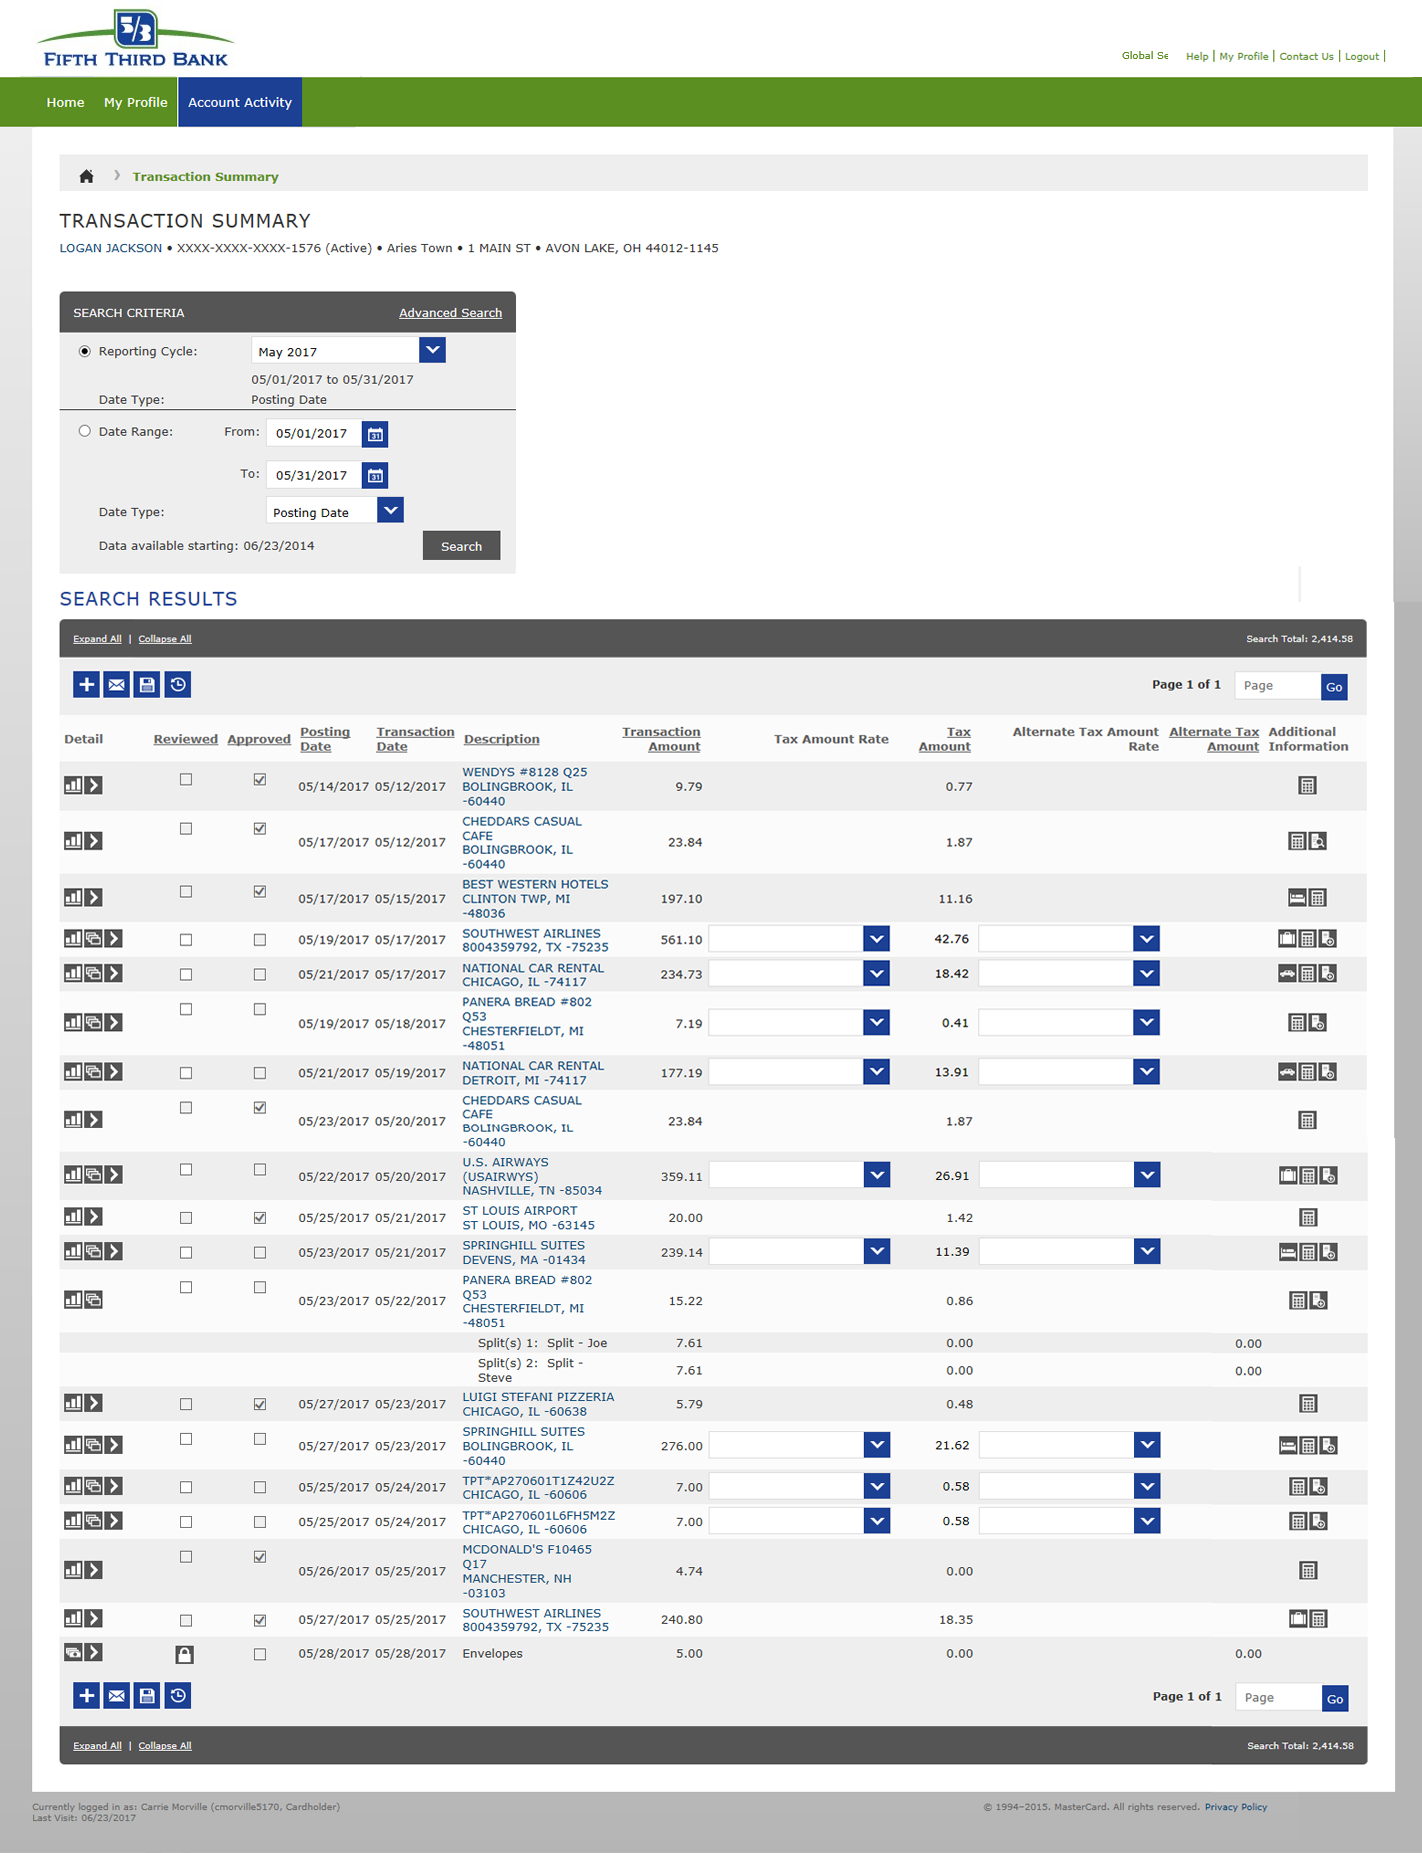 5/3
FIFTH THIRD BANK
Global Se Help | My Profile | Contact Us | Logout |
Home My Profile Account Activity
Transaction Summary
TRANSACTION SUMMARY
LOGAN JACKSON • XXXX-XXXX-XXXX-1576 (Active) • Aries Town • 1 MAIN ST • AVON LAKE, OH 44012-1145
SEARCH CRITERIA Advanced Search
Reporting Cycle: May 2017
05/01/2017 to 05/31/2017
Date Type: Posting Date
Date Range: From: 05/01/2017 31
To: 05/31/2017 31
Date Type: Posting Date
Data available starting: 06/23/2014 Search
SEARCH RESULTS
Expand All | Collapse All Search Total: 2,414.58
Page 1 of 1 Page Go
Detail Reviewed Approved Posting Date Transaction Date Description Transaction Amount Tax Amount Rate Tax Amount Alternate Tax Amount Rate Alternate Tax Amount Additional Information
WENDYS #8128 Q25
05/14/2017 05/12/2017 BOLINGBROOK, IL 9.79 0.77
-60440
CHEDDARS CASUAL
CAFE
05/17/2017 05/12/2017 BOLINGBROOK, IL 23.84 1.87
-60440
BEST WESTERN HOTELS
05/17/2017 05/15/2017 CLINTON TWP, MI 197.10 11.16
-48036
05/19/2017 05/17/2017 SOUTHWEST AIRLINES 561.10 42.76
8004359792, TX -75235
05/21/2017 05/17/2017 NATIONAL CAR RENTAL 234.73 18.42
CHICAGO, IL -74117
PANERA BREAD #802
Q53
05/19/2017 05/18/2017 CHESTERFIELDT, MI 7.19 0.41
-48051
05/21/2017 05/19/2017 NATIONAL CAR RENTAL 177.19 13.91
DETROIT, MI -74117
CHEDDARS CASUAL
CAFE
05/23/2017 05/20/2017 BOLINGBROOK, IL 23.84 1.87
-60440
U.S. AIRWAYS
05/22/2017 05/20/2017 (USAIRWYS) 359.11 26.91
NASHVILLE, TN -85034
05/25/2017 05/21/2017 ST LOUIS AIRPORT 20.00 1.42
ST LOUIS, MO -63145
05/23/2017 05/21/2017 SPRINGHILL SUITES 239.14 11.39
DEVENS, MA -01434
PANERA BREAD #802
Q53
05/23/2017 05/22/2017 CHESTERFIELDT, MI 15.22 0.86
-48051
Split(s) 1: Split - Joe 7.61 0.00 0.00
Split(s) 2: Split - 7.61 0.00 0.00
Steve
05/27/2017 05/23/2017 LUIGI STEFANI PIZZERIA 5.79 0.48
CHICAGO, IL -60638
SPRINGHILL SUITES
05/27/2017 05/23/2017 BOLINGBROOK, IL 276.00 21.62
-60440
05/25/2017 05/24/2017 TPT*AP270601T1Z42U2Z 7.00 0.58
CHICAGO, IL -60606
05/25/2017 05/24/2017 TPT*AP270601L6FH5M2Z 7.00 0.58
CHICAGO, IL -60606
MCDONALD'S F10465
Q17
05/26/2017 05/25/2017 MANCHESTER, NH 4.74 0.00
-03103
05/27/2017 05/25/2017 SOUTHWEST AIRLINES 240.80 18.35
8004359792, TX -75235
05/28/2017 05/28/2017 Envelopes 5.00 0.00 0.00
Page 1 of 1 Page Go
Expand All | Collapse All Search Total: 2,414.58
Currently logged in as: Carrie Morville (cmorville5170, Cardholder) © 1994–2015. MasterCard. All rights reserved. Privacy Policy
Last Visit: 06/23/2017